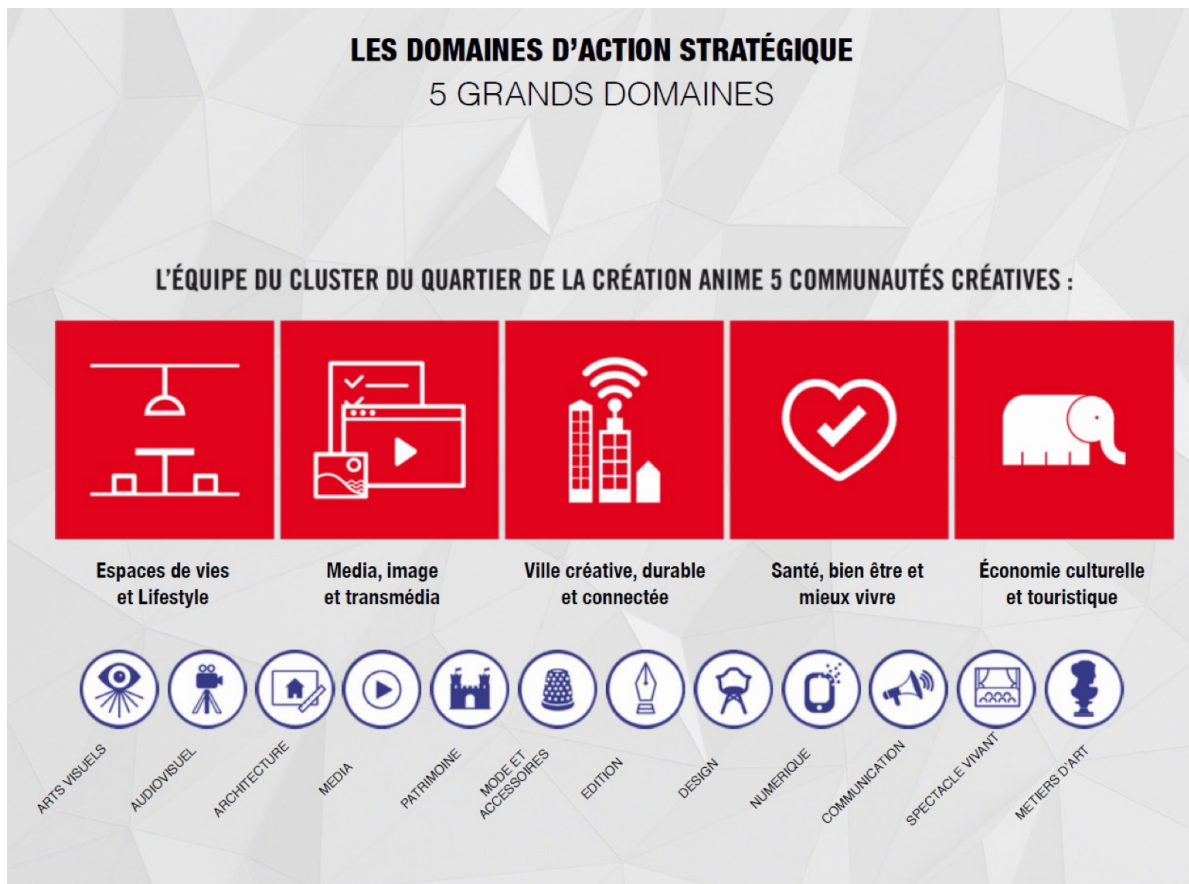 LES DOMAINES D'ACTION STRATÉGIQUE
5 GRANDS DOMAINES
L'ÉQUIPE DU CLUSTER DU QUARTIER DE LA CRÉATION ANIME 5 COMMUNAUTÉS CRÉATIVES :
Espaces de vies
et Lifestyle
Media, image
et transmédia
Ville créative, durable
et connectée
Santé, bien être et
mieux vivre
Économie culturelle
et touristique
ARTS VISUELS
AUDIOVISUEL
ARCHITECTURE
MEDIA
PATRIMOINE
MODE ET
ACCESSOIRES
EDITION
DESIGN
NUMERIQUE
COMMUNICATION
SPECTACLE VIVANT
METIERS D'ART